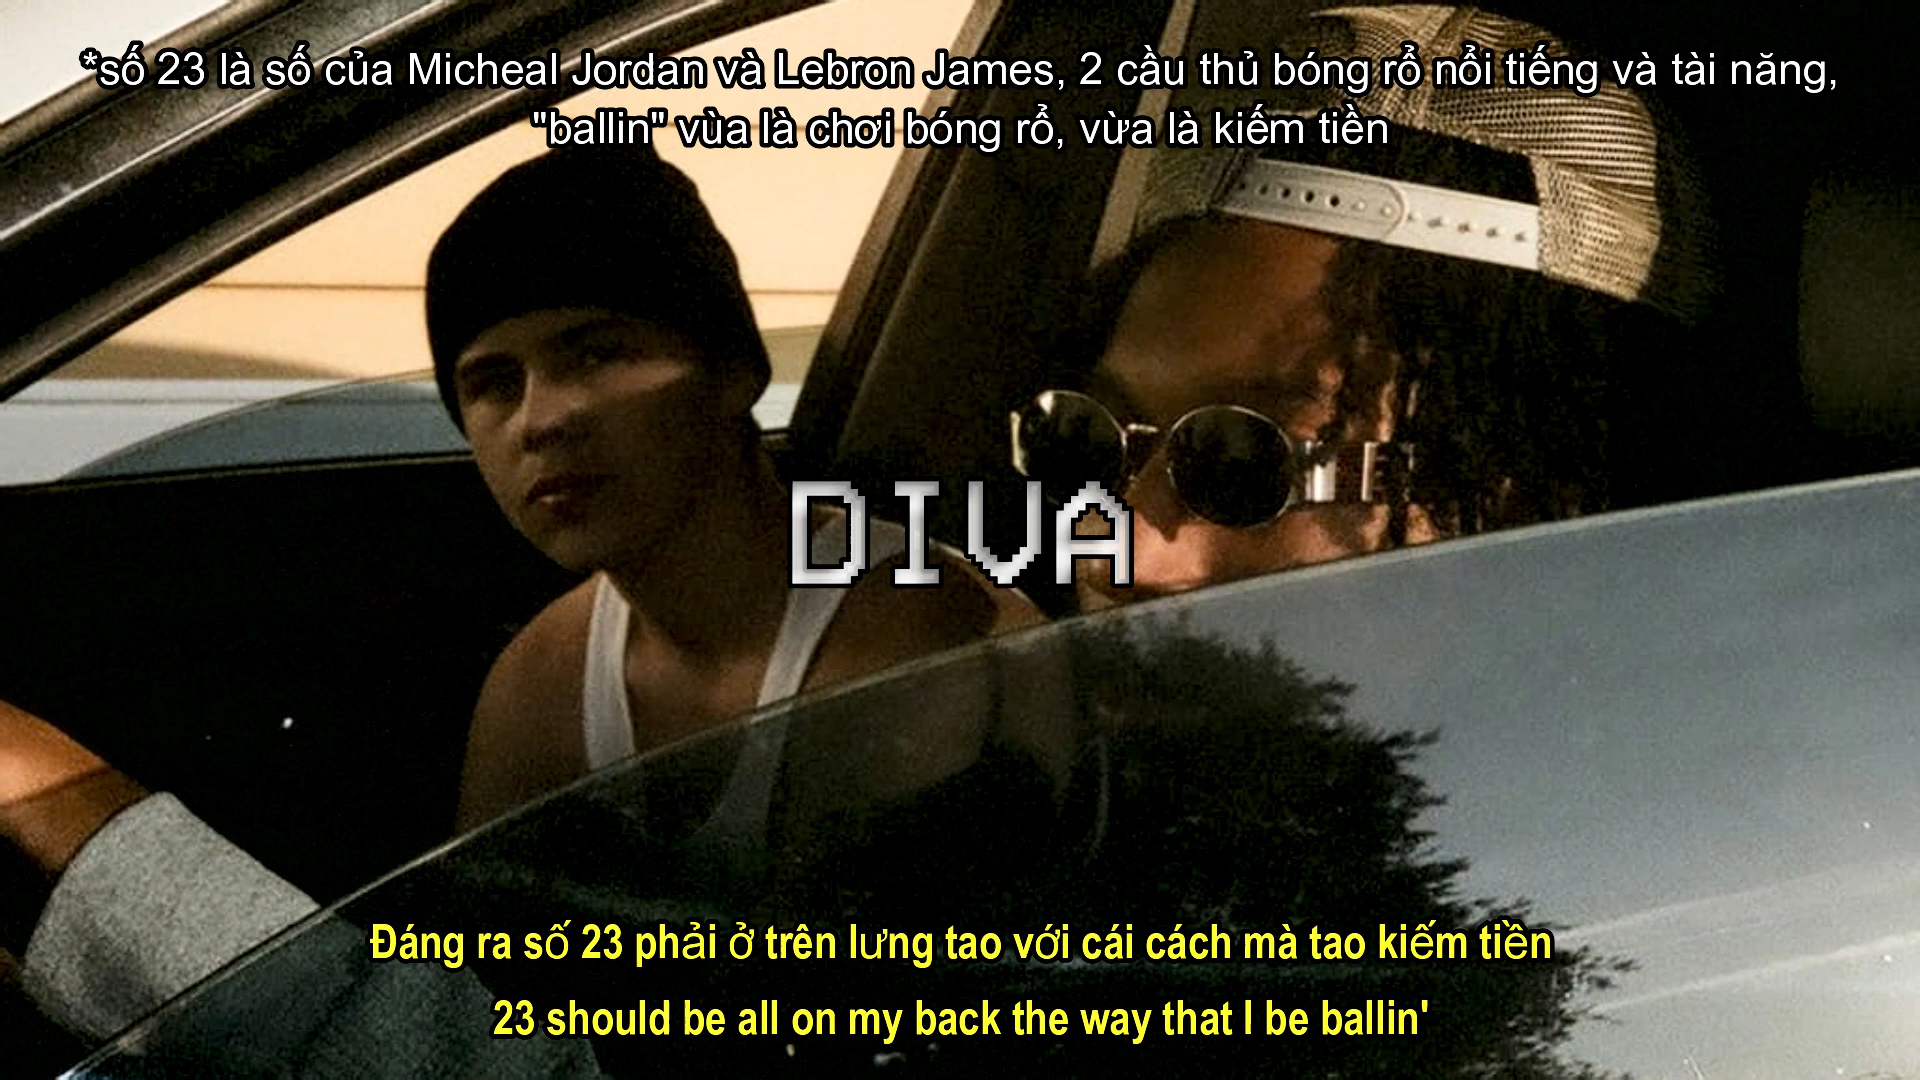 *số 23 là số của Micheal Jordan và Lebron James, 2 cầu thủ bóng rổ nổi tiếng và tài năng,
"ballin" vùa là chơi bóng rổ, vừa là kiếm tiền
DIVA
Đáng ra số 23 phải ở trên lưng tao với cái cách mà tao kiếm tiền
23 should be all on my back the way that I be ballin'